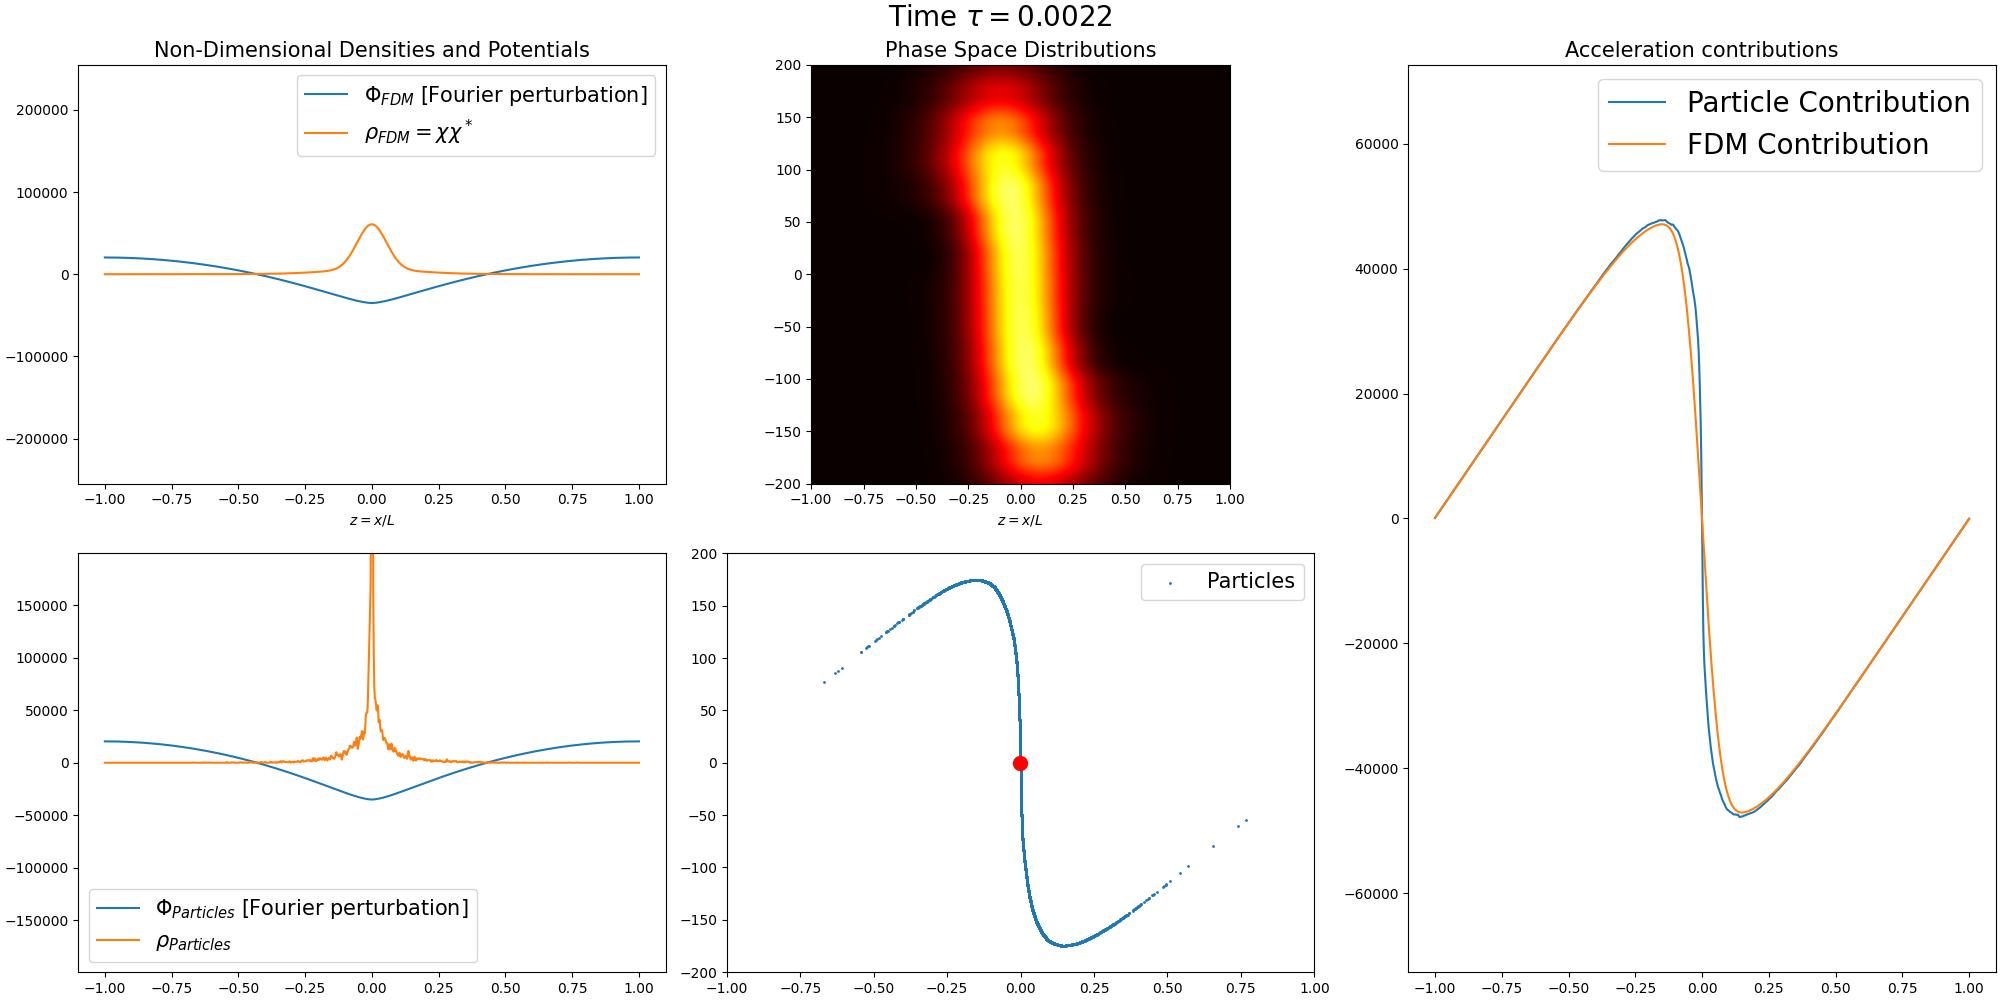 Time τ = 0.0022
Non-Dimensional Densities and Potentials
Φ_FDM [Fourier perturbation]
ρ_FDM = χχ*
200000
100000
0
−100000
−200000
−1.00 −0.75 −0.50 −0.25 0.00 0.25 0.50 0.75 1.00
z = x/L
Phase Space Distributions
200
150
100
50
0
−50
−100
−150
−200
−1.00 −0.75 −0.50 −0.25 0.00 0.25 0.50 0.75 1.00
z = x/L
Acceleration contributions
Particle Contribution
FDM Contribution
60000
40000
20000
0
−20000
−40000
−60000
−1.00 −0.75 −0.50 −0.25 0.00 0.25 0.50 0.75 1.00
150000
100000
50000
0
−50000
−100000
−150000
Φ_Particles [Fourier perturbation]
ρ_Particles
−1.00 −0.75 −0.50 −0.25 0.00 0.25 0.50 0.75 1.00
Particles
200
150
100
50
0
−50
−100
−150
−200
−1.00 −0.75 −0.50 −0.25 0.00 0.25 0.50 0.75 1.00